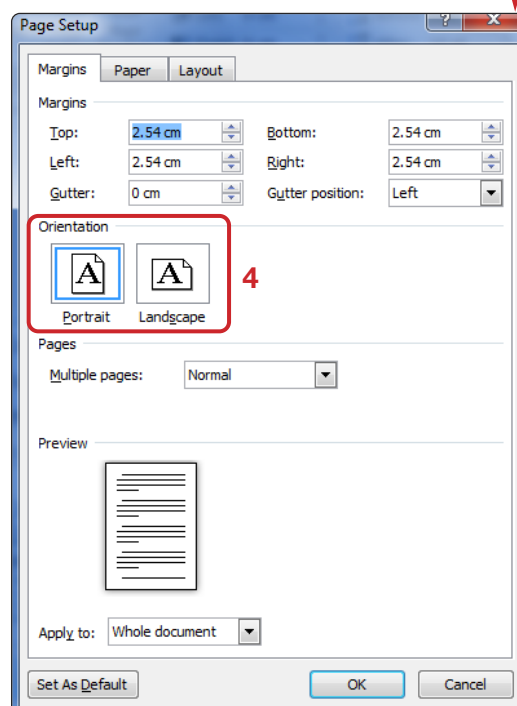 Page Setup ? X
Margins Paper Layout
Margins
Top: 2.54 cm Bottom: 2.54 cm
Left: 2.54 cm Right: 2.54 cm
Gutter: 0 cm Gutter position: Left
Orientation
A A 4
Portrait Landscape
Pages
Multiple pages: Normal
Preview
Apply to: Whole document
Set As Default OK Cancel